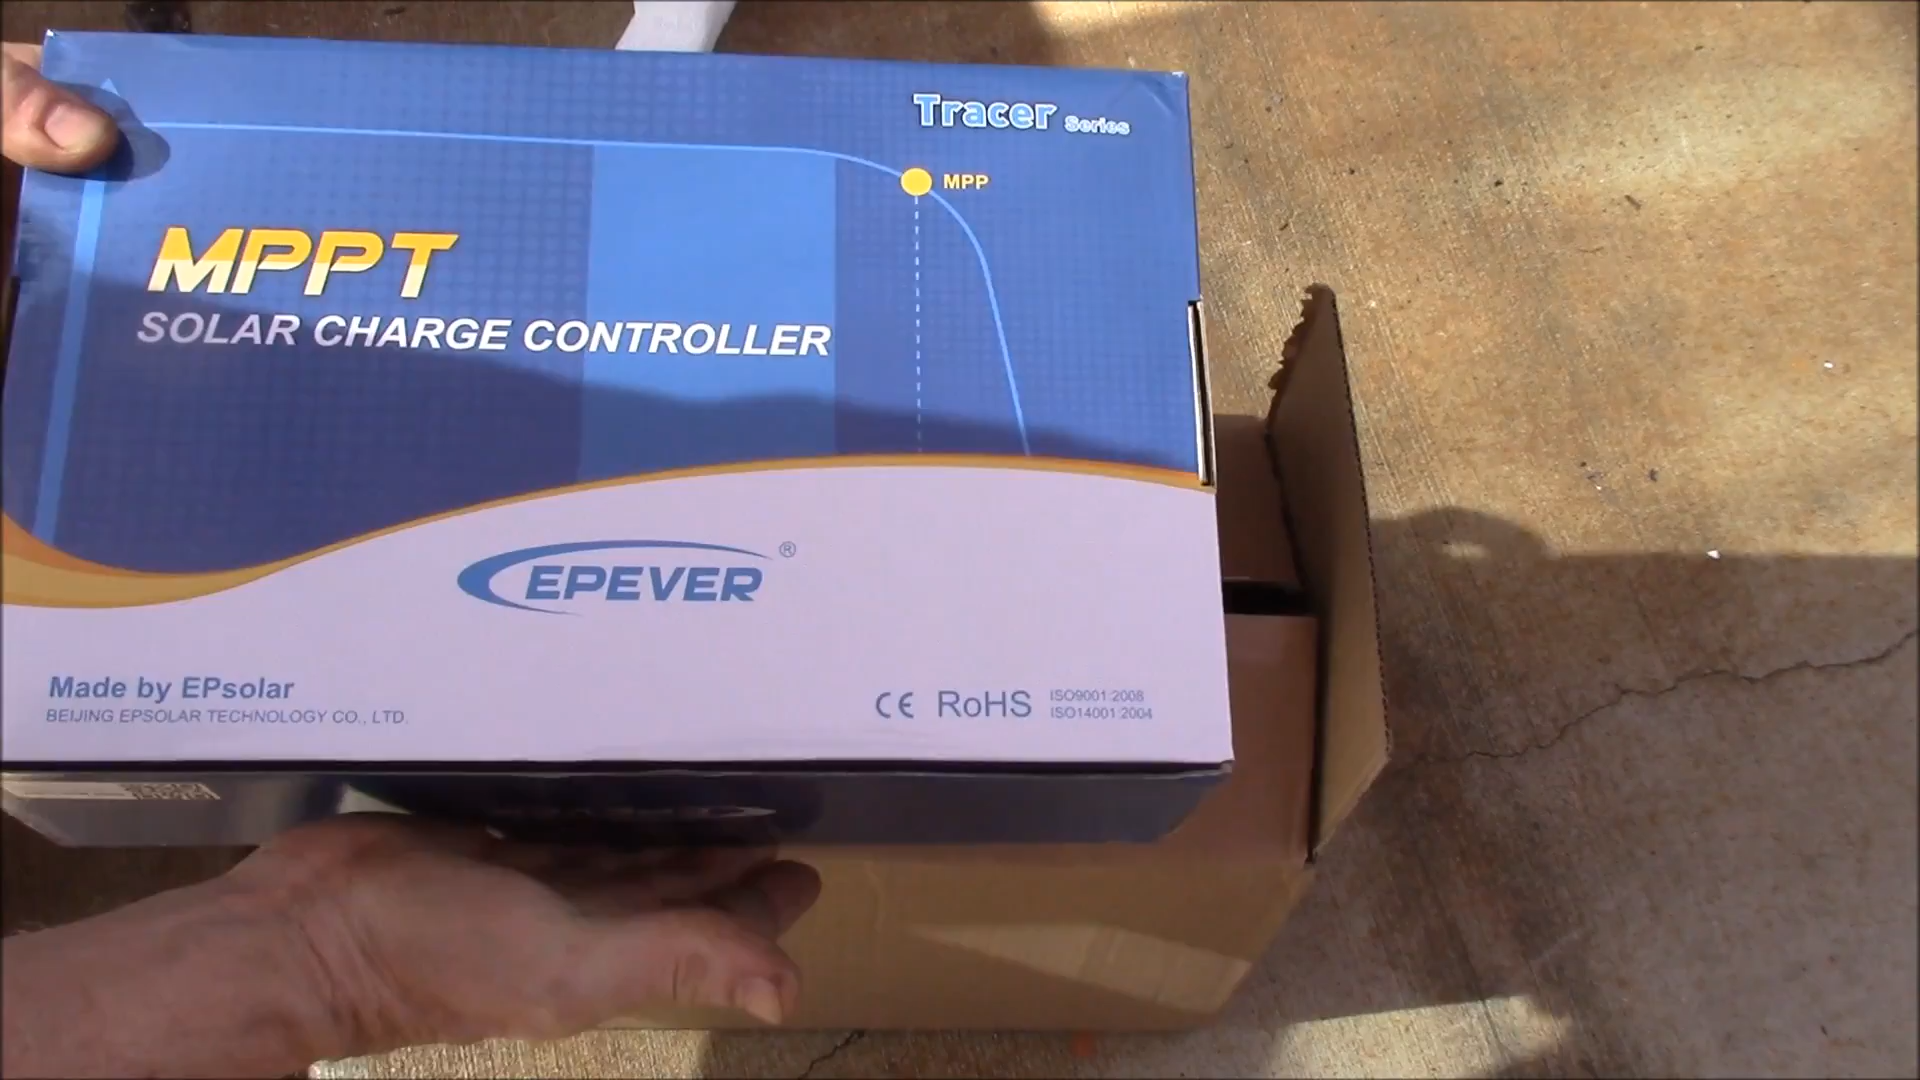 Tracer Series
MPP
MPPT
SOLAR CHARGE CONTROLLER
EPEVER®
Made by EPsolar
BEIJING EPSOLAR TECHNOLOGY CO., LTD.
CE RoHS
ISO9001:2008
ISO14001:2004